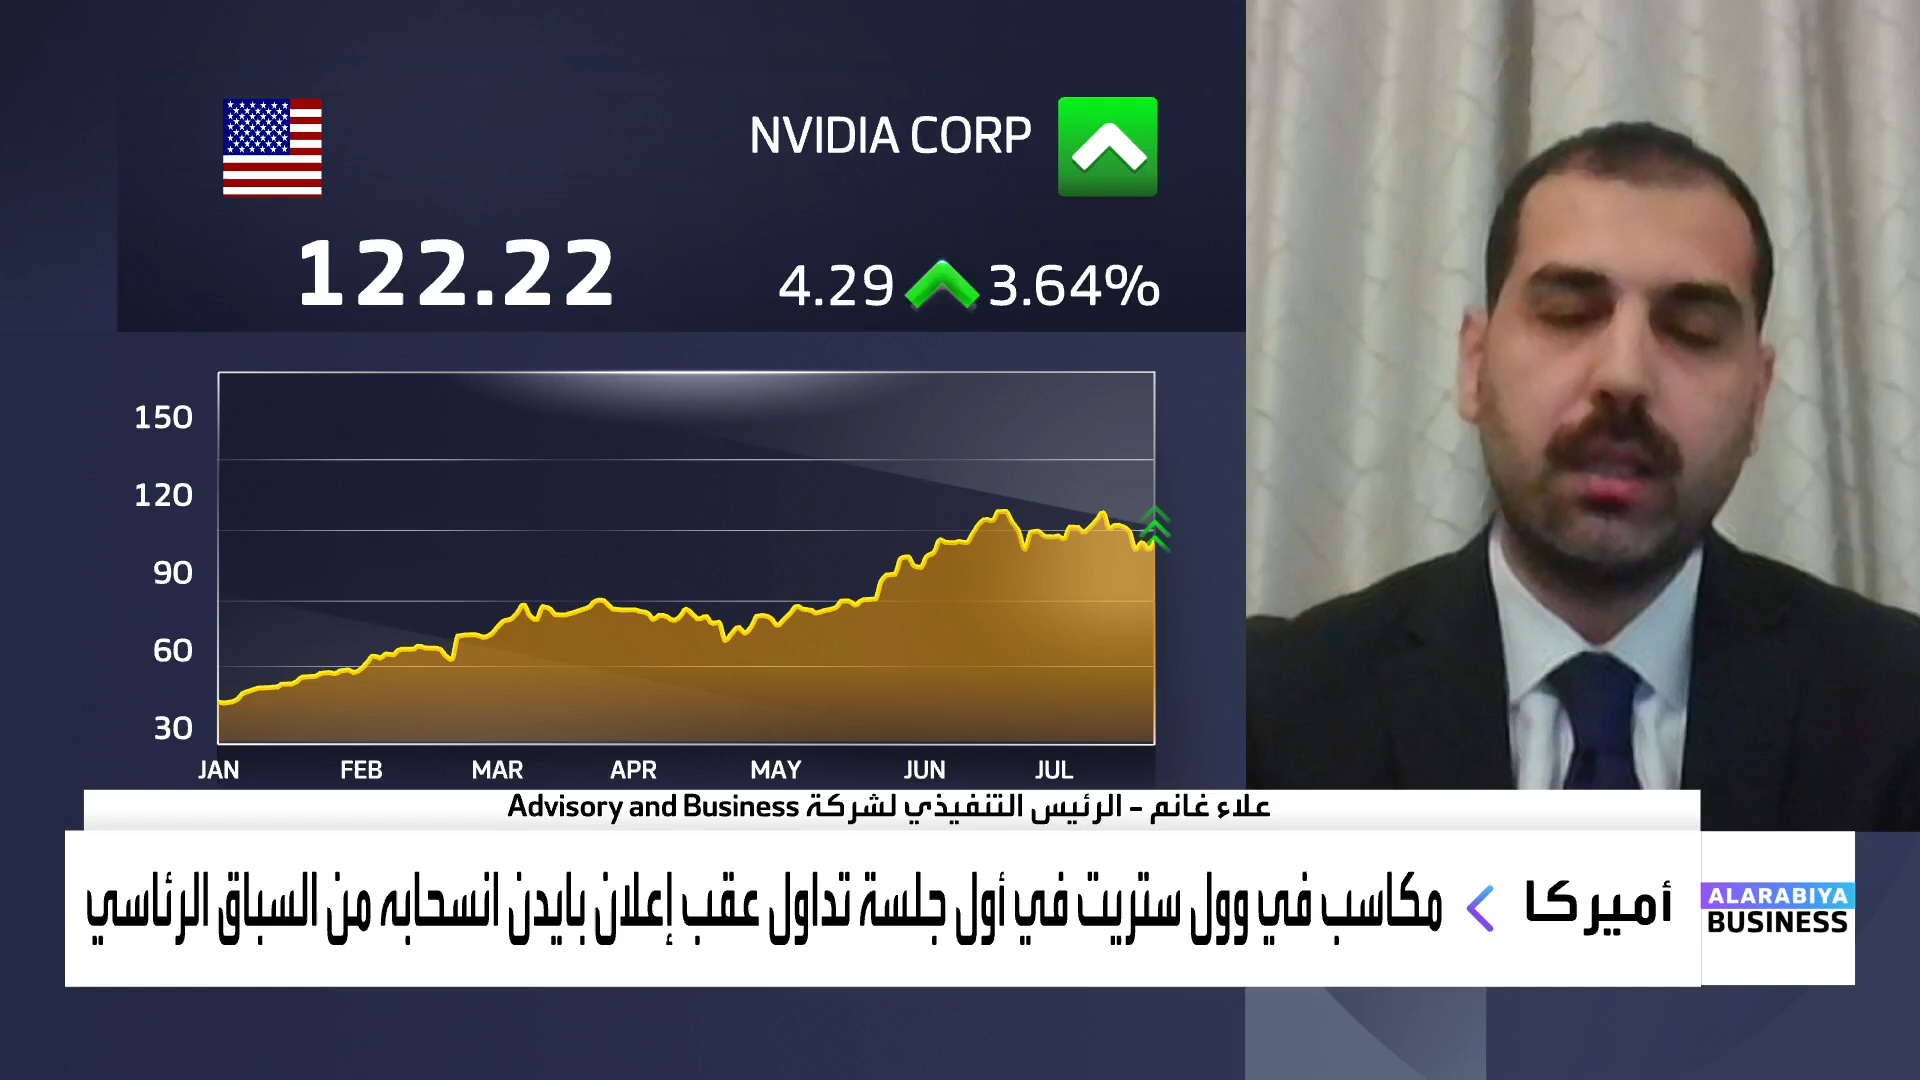 NVIDIA CORP
122.22
4.29 3.64%
150
120
90
60
30
JAN FEB MAR APR MAY JUN JUL
علاء غانم - الرئيس التنفيذي لشركة Advisory and Business
أميركا
مكاسب في وول ستريت في أول جلسة تداول عقب إعلان بايدن انسحابه من السباق الرئاسي
ALARABIYA
BUSINESS